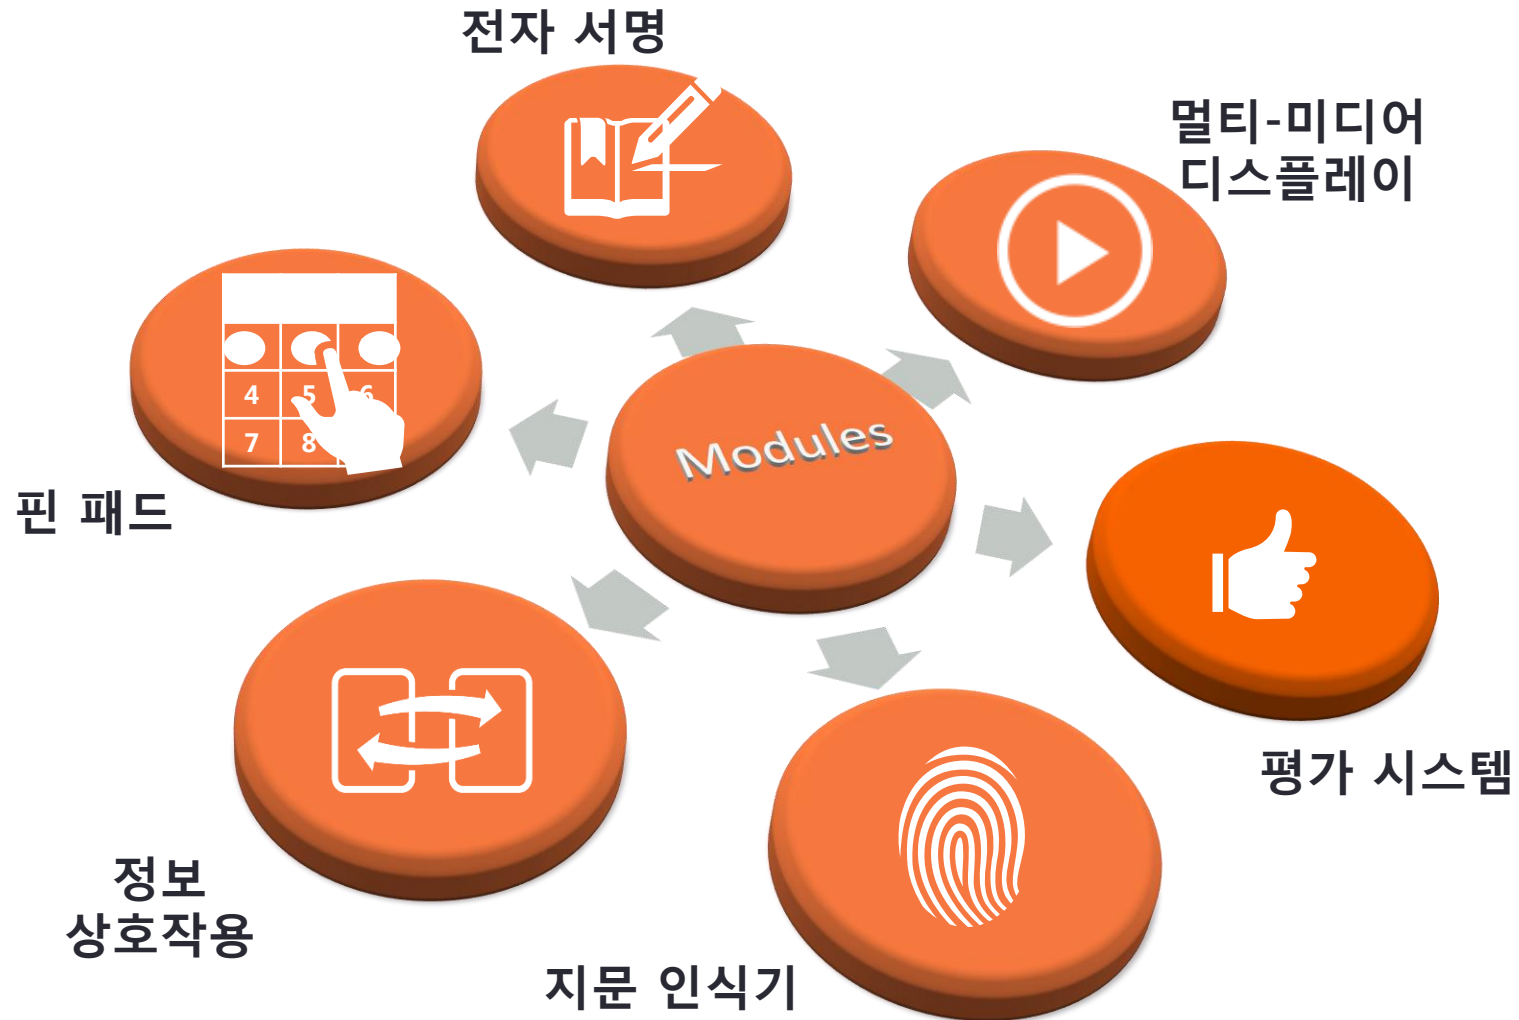 전자 서명
멀티-미디어
디스플레이
4 5 6
7 8
Modules
핀 패드
평가 시스템
정보
상호작용
지문 인식기